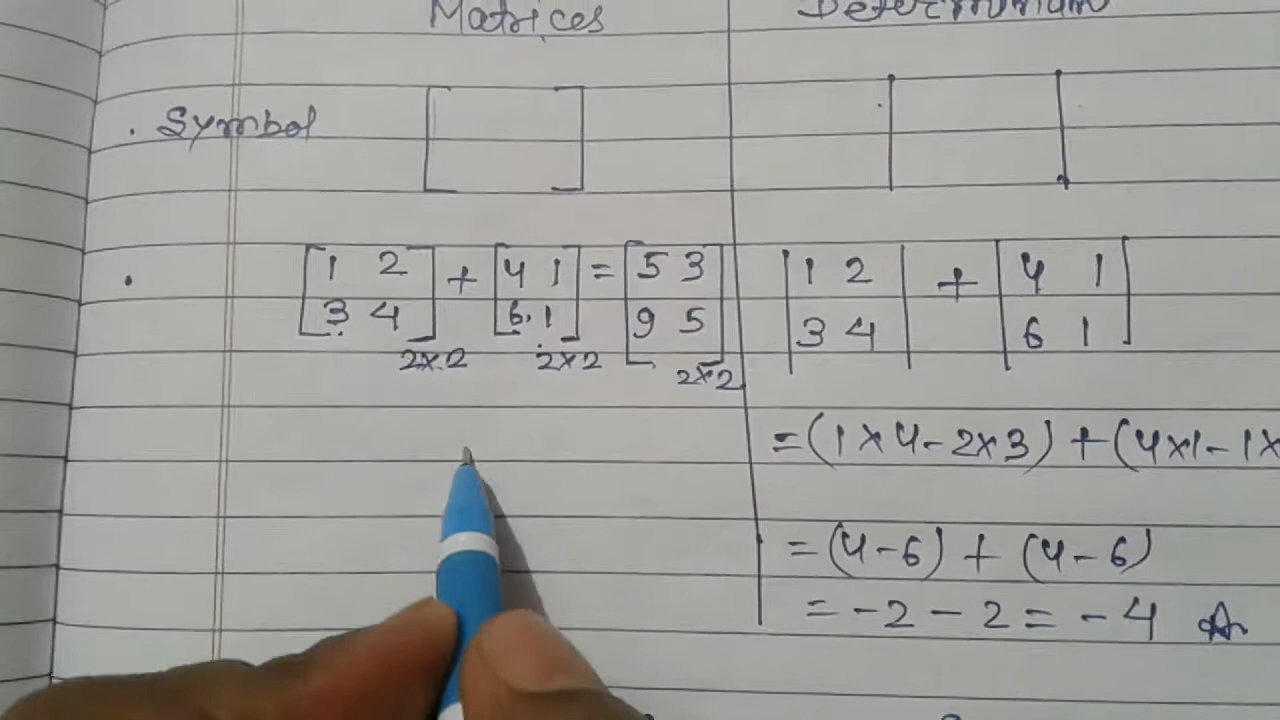 Matrices Determinant
. Symbol [ ] | |
. [1 2 + [4 1 = [5 3 |1 2| + |4 1|
3 4] 6 1] 9 5] |3 4| |6 1|
2×2 2×2 2×2
=(1×4-2×3)+(4×1-1×
=(4-6)+(4-6)
=-2-2=-4 A